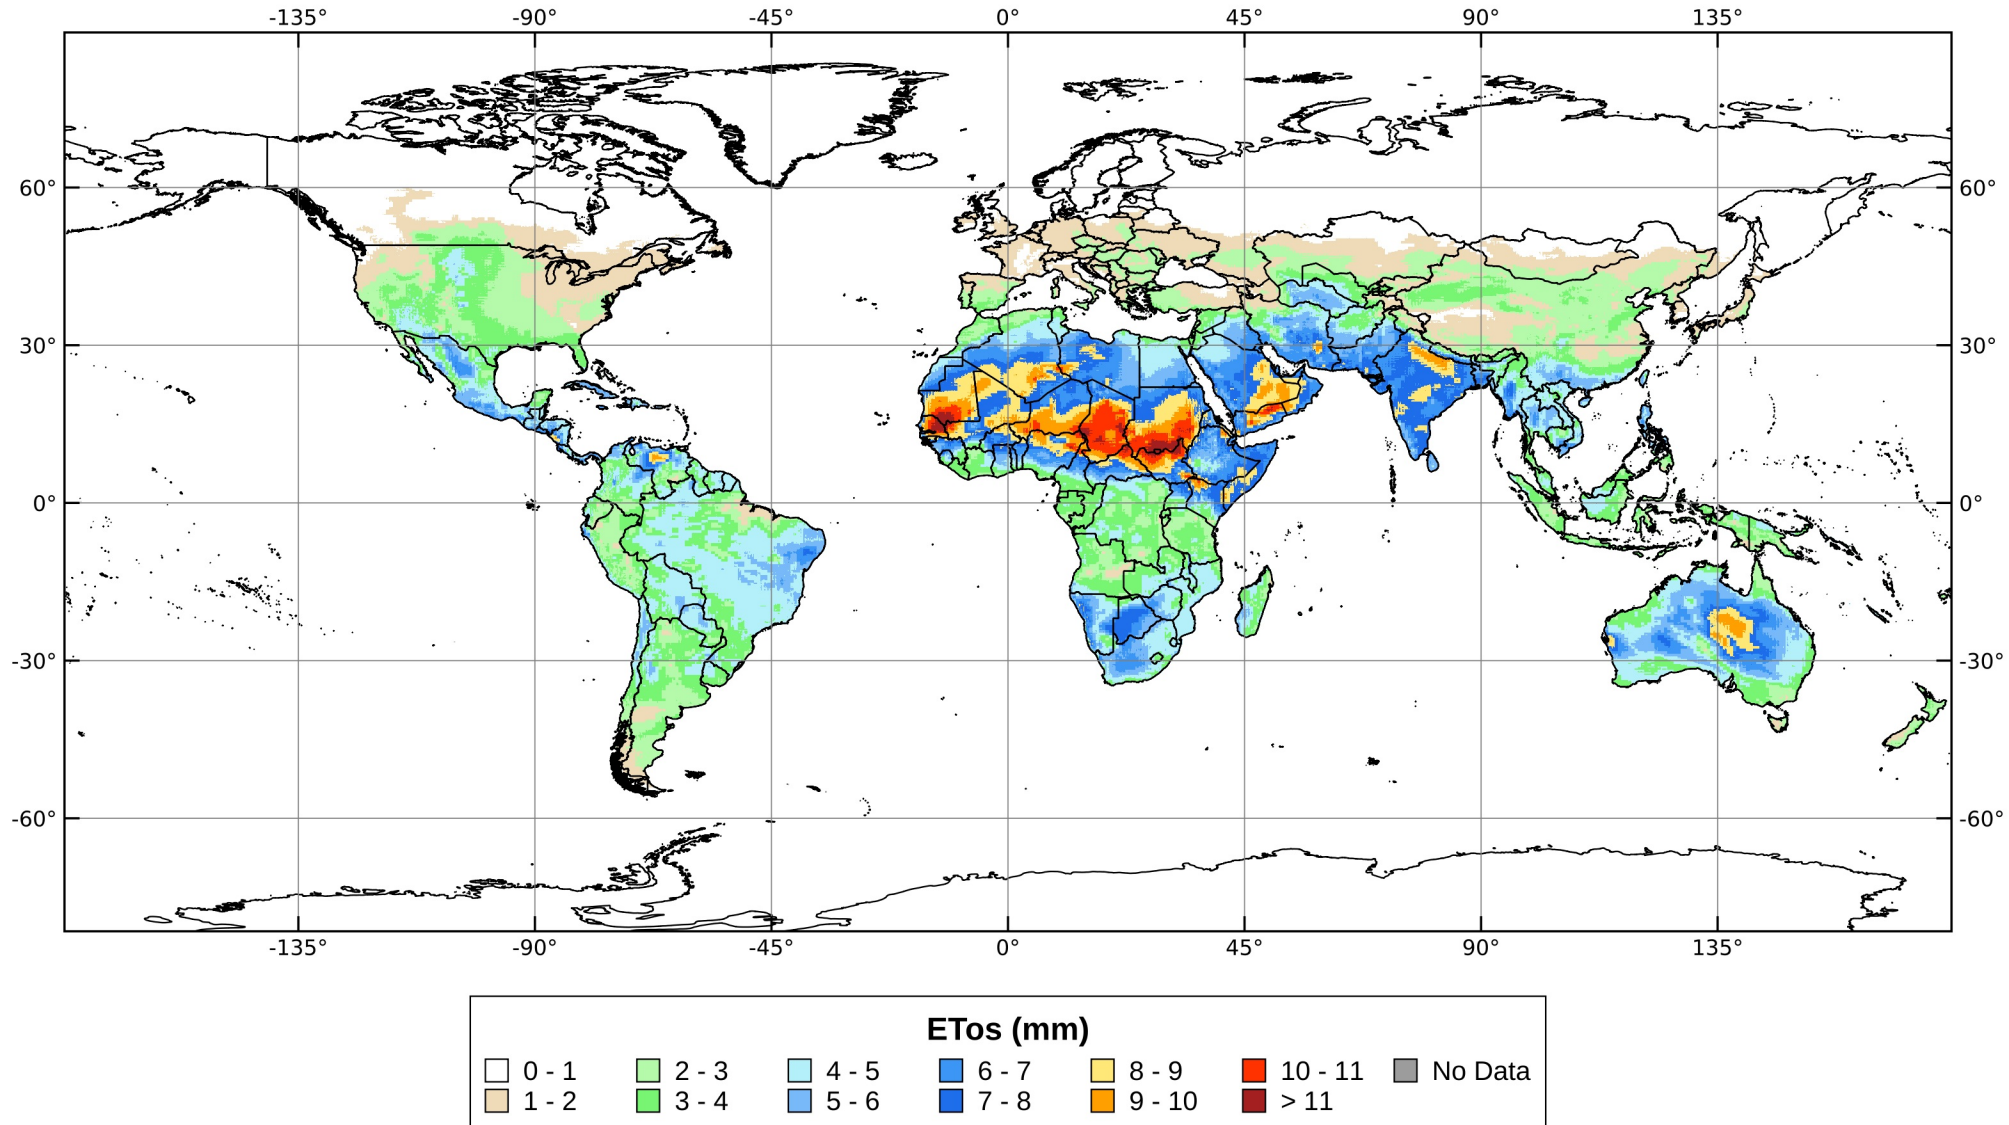 -135° -90° -45° 0° 45° 90° 135°
60° 60°
30° 30°
0° 0°
-30° -30°
-60° -60°
-135° -90° -45° 0° 45° 90° 135°
ETos (mm)
0 - 1 2 - 3 4 - 5 6 - 7 8 - 9 10 - 11 No Data
1 - 2 3 - 4 5 - 6 7 - 8 9 - 10 > 11